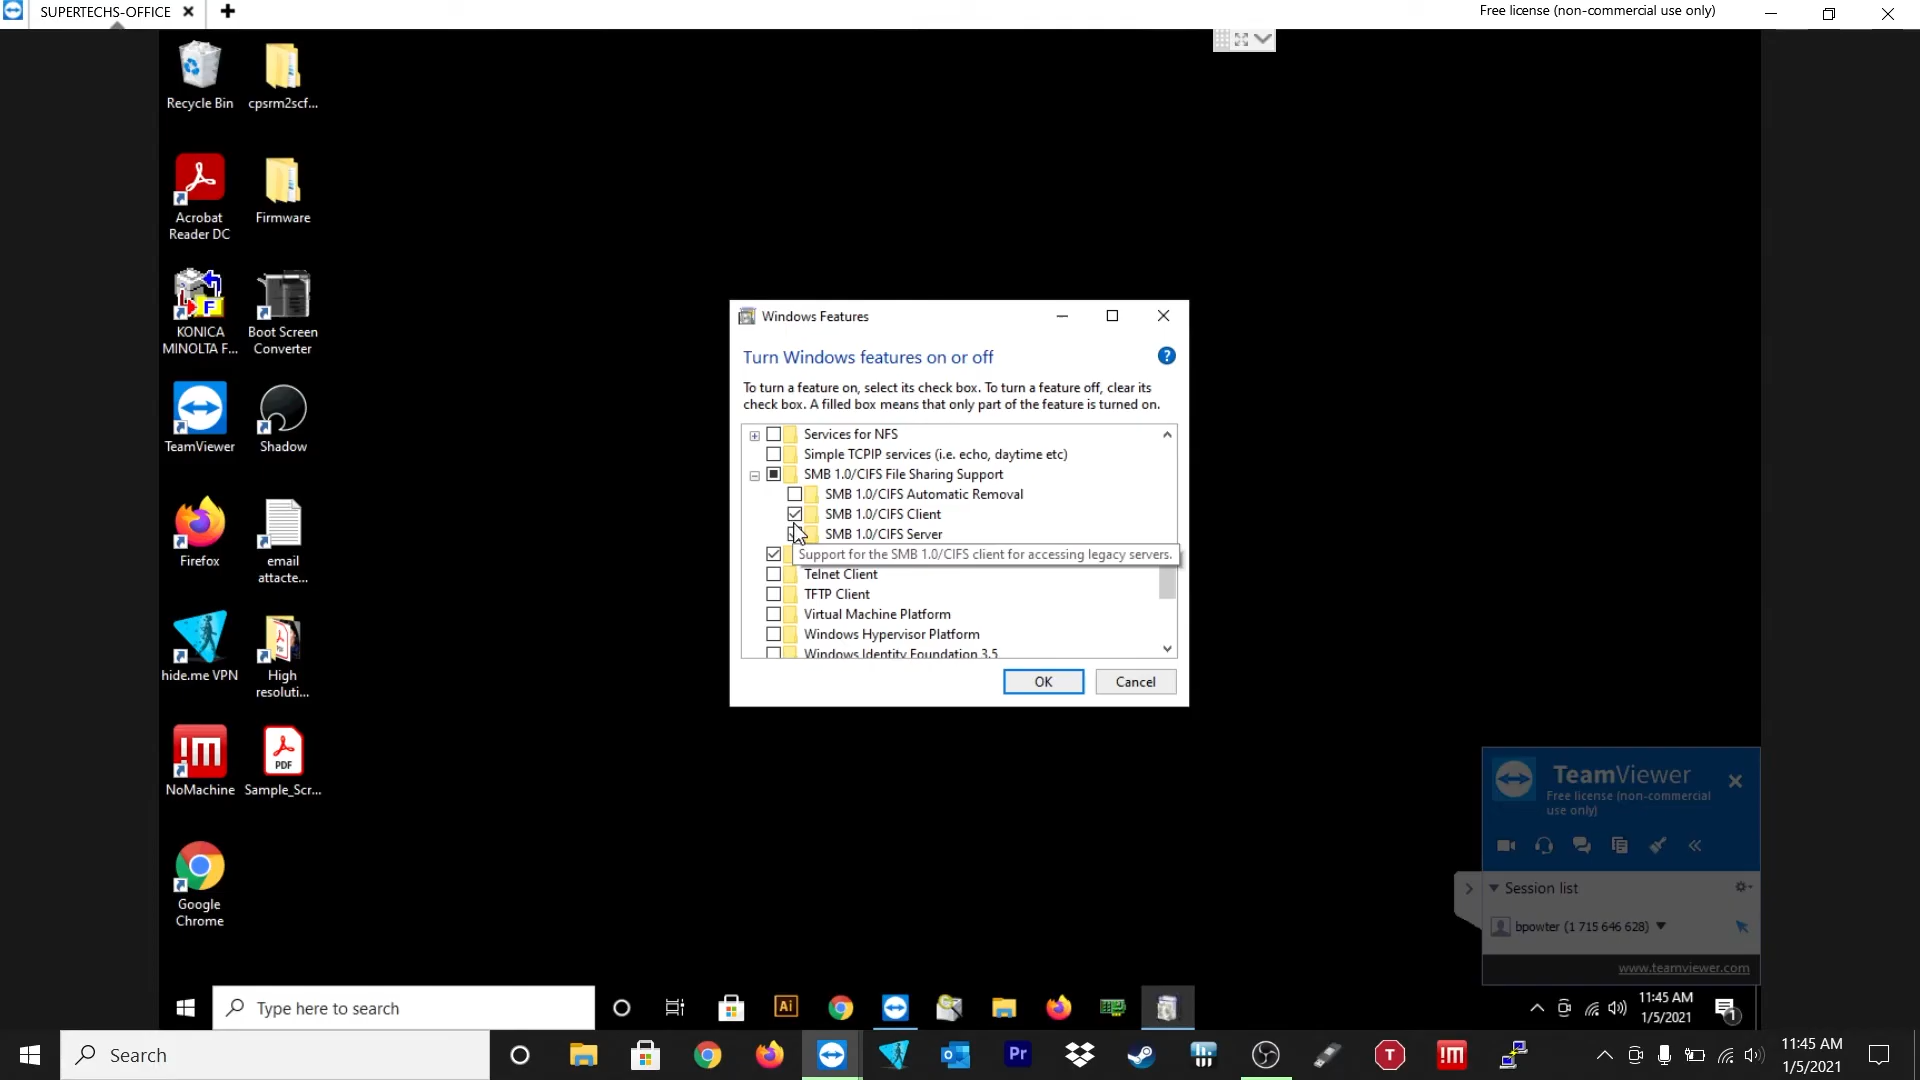 SUPERTECHS-OFFICE
Free license (non-commercial use only)
Recycle Bin
cpsrm2scf...
Acrobat
Reader DC
Firmware
KONICA
MINOLTA F...
Boot Screen
Converter
TeamViewer
Shadow
Firefox
email
attacte...
hide.me VPN
High
resoluti...
NoMachine
Sample_Scr...
PDF
Google
Chrome
Windows Features
Turn Windows features on or off
To turn a feature on, select its check box. To turn a feature off, clear its
check box. A filled box means that only part of the feature is turned on.
Services for NFS
Simple TCPIP services (i.e. echo, daytime etc)
SMB 1.0/CIFS File Sharing Support
SMB 1.0/CIFS Automatic Removal
SMB 1.0/CIFS Client
SMB 1.0/CIFS Server
Support for the SMB 1.0/CIFS client for accessing legacy servers.
Telnet Client
TFTP Client
Virtual Machine Platform
Windows Hypervisor Platform
Windows Identity Foundation 3.5
OK
Cancel
TeamViewer
Free license (non-commercial
use only)
Session list
bpowter (1 715 646 628)
www.teamviewer.com
Type here to search
Ai
11:45 AM
1/5/2021
1
Search
Pr
T
!M
11:45 AM
1/5/2021